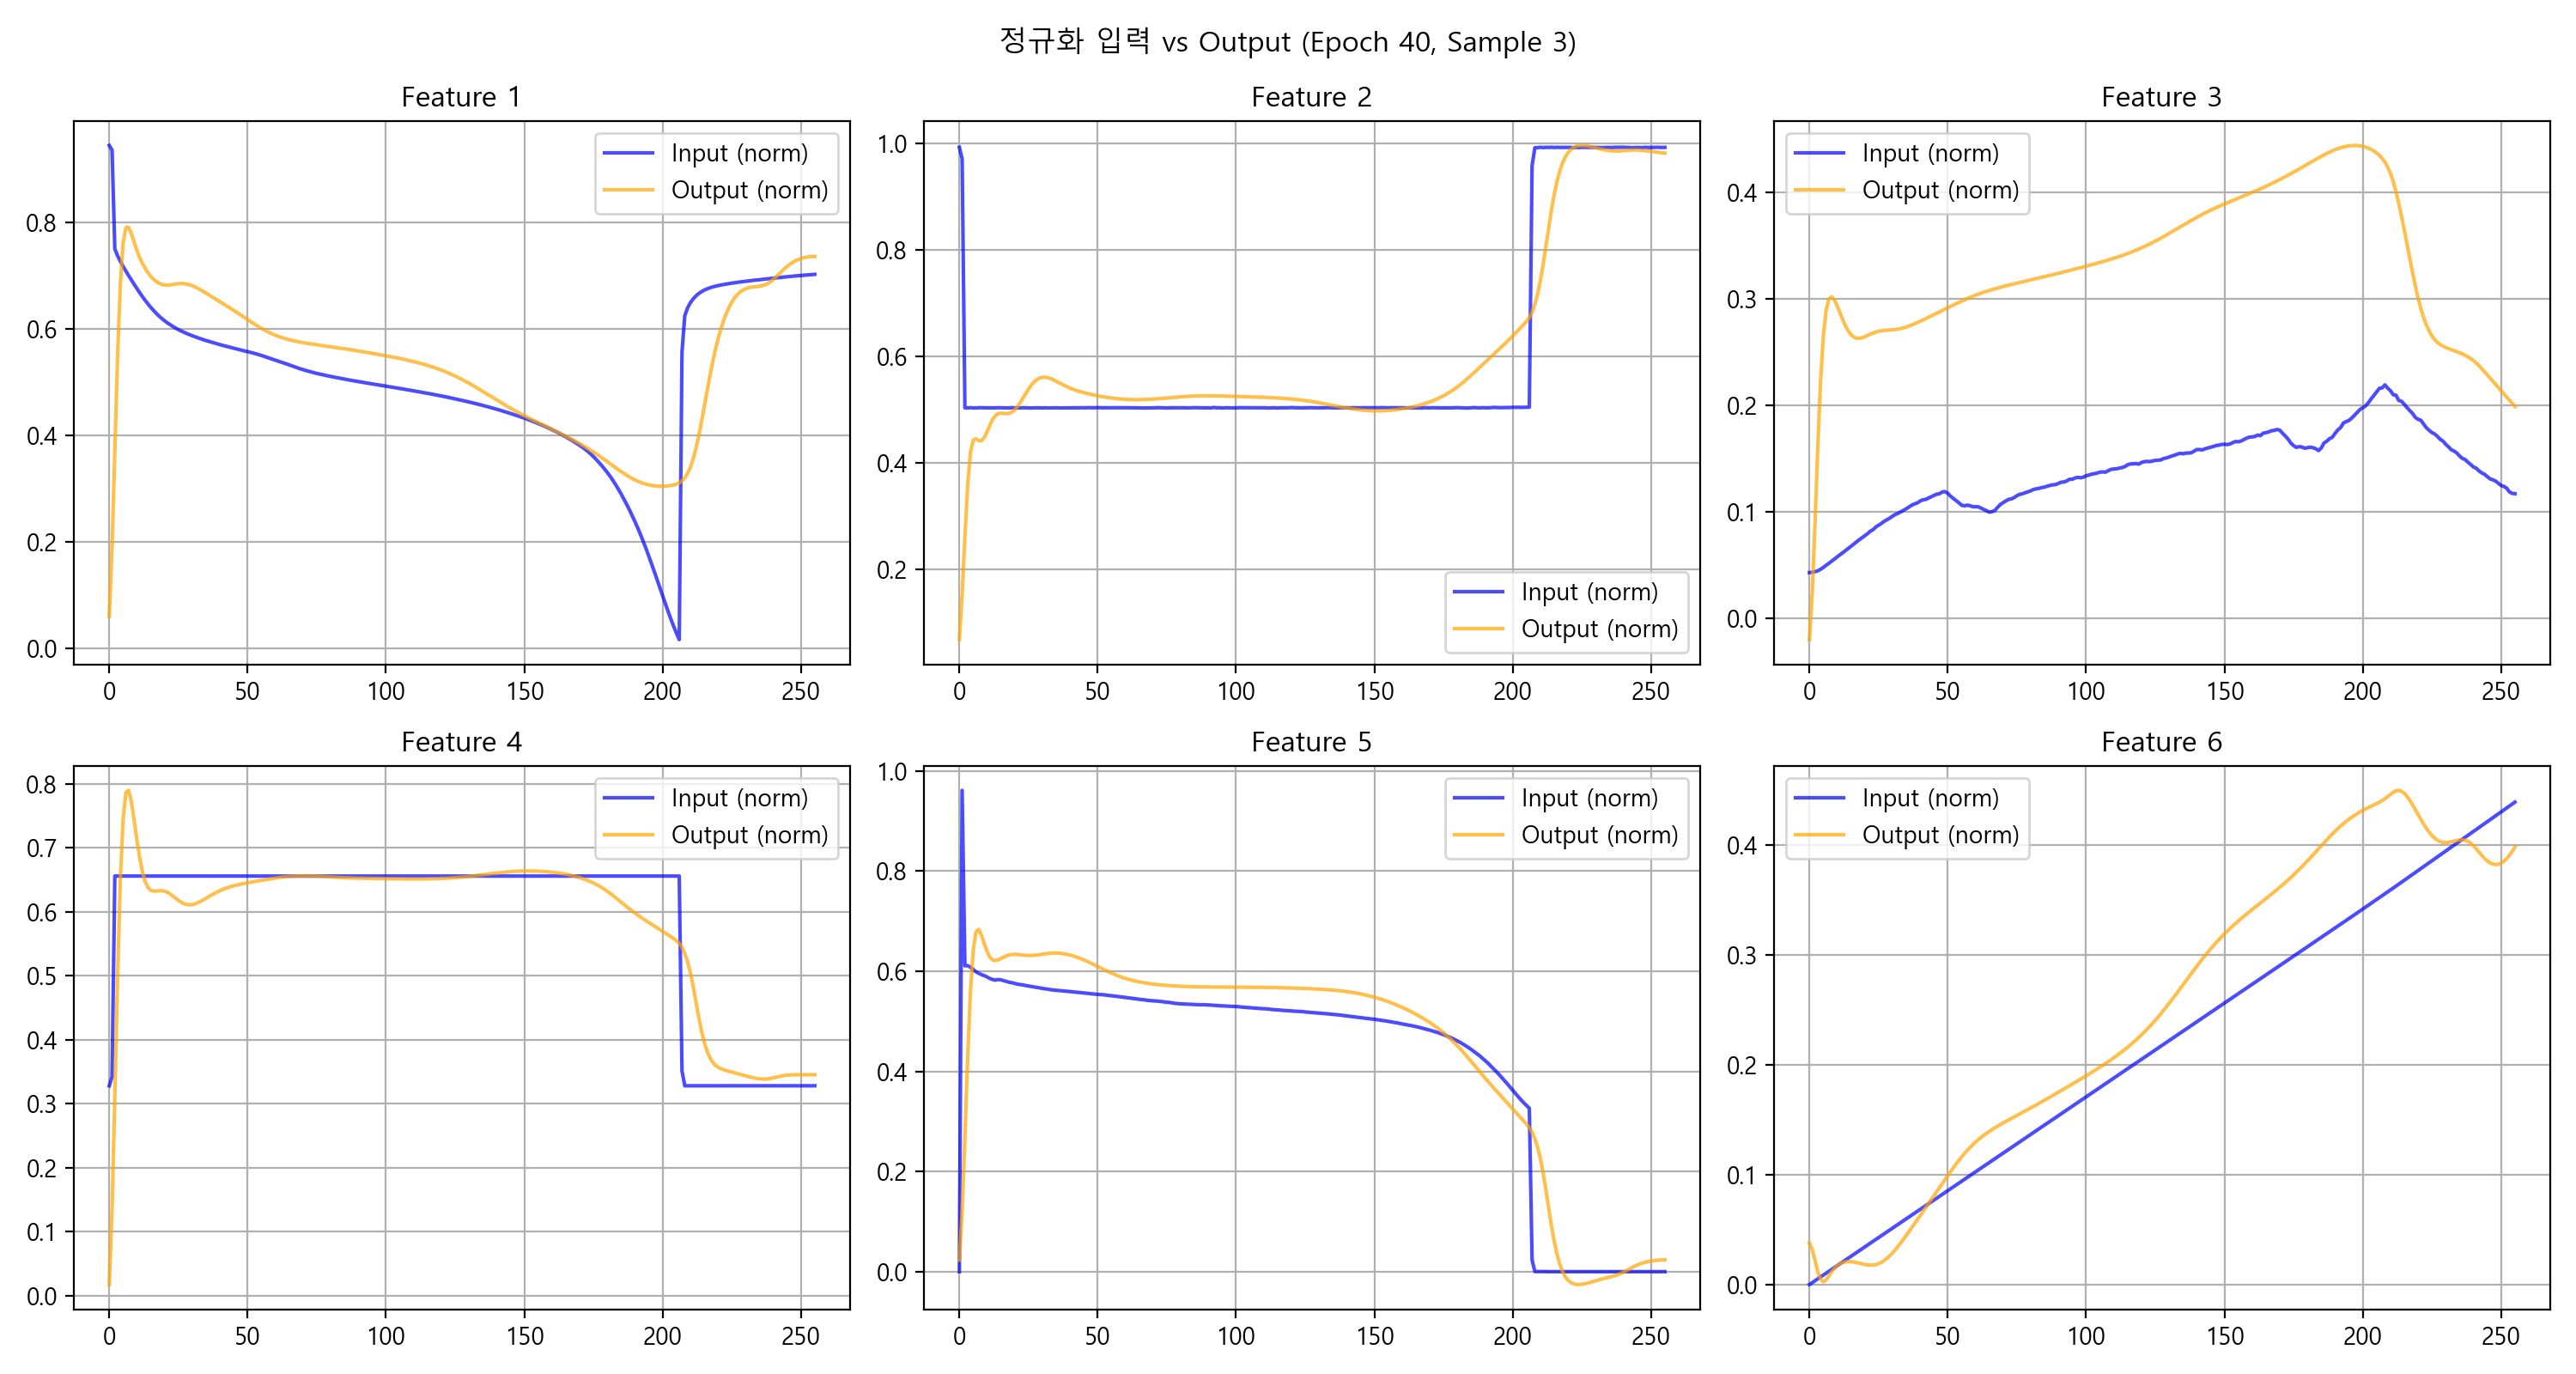 정규화 입력 vs Output (Epoch 40, Sample 3)
Feature 1
Input (norm)
Output (norm)
0.8
0.6
0.4
0.2
0.0
0 50 100 150 200 250
Feature 2
Input (norm)
Output (norm)
1.0
0.8
0.6
0.4
0.2
0 50 100 150 200 250
Feature 3
Input (norm)
Output (norm)
0.4
0.3
0.2
0.1
0.0
0 50 100 150 200 250
Feature 4
Input (norm)
Output (norm)
0.8
0.7
0.6
0.5
0.4
0.3
0.2
0.1
0.0
0 50 100 150 200 250
Feature 5
Input (norm)
Output (norm)
1.0
0.8
0.6
0.4
0.2
0.0
0 50 100 150 200 250
Feature 6
Input (norm)
Output (norm)
0.4
0.3
0.2
0.1
0.0
0 50 100 150 200 250